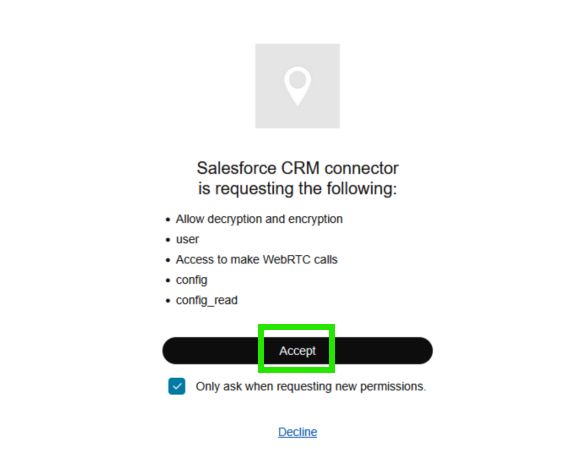 Salesforce CRM connector
is requesting the following:
• Allow decryption and encryption
• user
• Access to make WebRTC calls
• config
• config_read
Accept
Only ask when requesting new permissions.
Decline